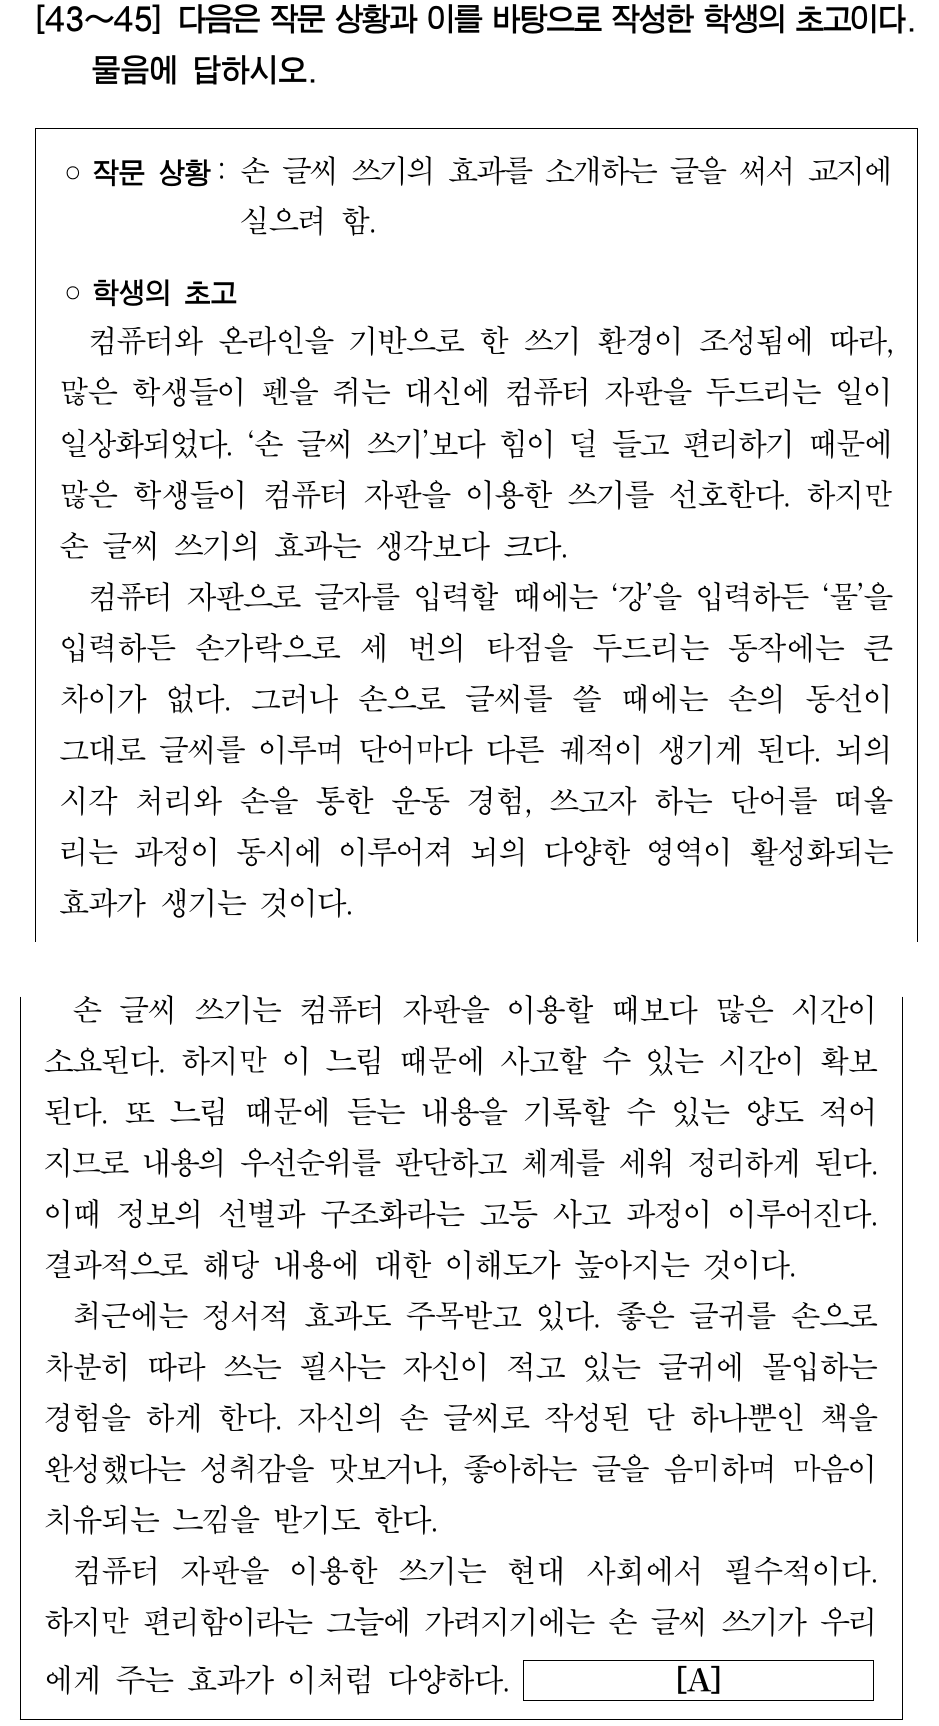 [43~45] 다음은 작문 상황과 이를 바탕으로 작성한 학생의 초고이다.
물음에 답하시오.
○ 작문 상황 : 손 글씨 쓰기의 효과를 소개하는 글을 써서 교지에
실으려 함.
○ 학생의 초고
컴퓨터와 온라인을 기반으로 한 쓰기 환경이 조성됨에 따라,
많은 학생들이 펜을 쥐는 대신에 컴퓨터 자판을 두드리는 일이
일상화되었다. ‘손 글씨 쓰기’보다 힘이 덜 들고 편리하기 때문에
많은 학생들이 컴퓨터 자판을 이용한 쓰기를 선호한다. 하지만
손 글씨 쓰기의 효과는 생각보다 크다.
컴퓨터 자판으로 글자를 입력할 때에는 ‘강’을 입력하든 ‘물’을
입력하든 손가락으로 세 번의 타점을 두드리는 동작에는 큰
차이가 없다. 그러나 손으로 글씨를 쓸 때에는 손의 동선이
그대로 글씨를 이루며 단어마다 다른 궤적이 생기게 된다. 뇌의
시각 처리와 손을 통한 운동 경험, 쓰고자 하는 단어를 떠올
리는 과정이 동시에 이루어져 뇌의 다양한 영역이 활성화되는
효과가 생기는 것이다.
손 글씨 쓰기는 컴퓨터 자판을 이용할 때보다 많은 시간이
소요된다. 하지만 이 느림 때문에 사고할 수 있는 시간이 확보
된다. 또 느림 때문에 듣는 내용을 기록할 수 있는 양도 적어
지므로 내용의 우선순위를 판단하고 체계를 세워 정리하게 된다.
이때 정보의 선별과 구조화라는 고등 사고 과정이 이루어진다.
결과적으로 해당 내용에 대한 이해도가 높아지는 것이다.
최근에는 정서적 효과도 주목받고 있다. 좋은 글귀를 손으로
차분히 따라 쓰는 필사는 자신이 적고 있는 글귀에 몰입하는
경험을 하게 한다. 자신의 손 글씨로 작성된 단 하나뿐인 책을
완성했다는 성취감을 맛보거나, 좋아하는 글을 음미하며 마음이
치유되는 느낌을 받기도 한다.
컴퓨터 자판을 이용한 쓰기는 현대 사회에서 필수적이다.
하지만 편리함이라는 그늘에 가려지기에는 손 글씨 쓰기가 우리
에게 주는 효과가 이처럼 다양하다. [A]